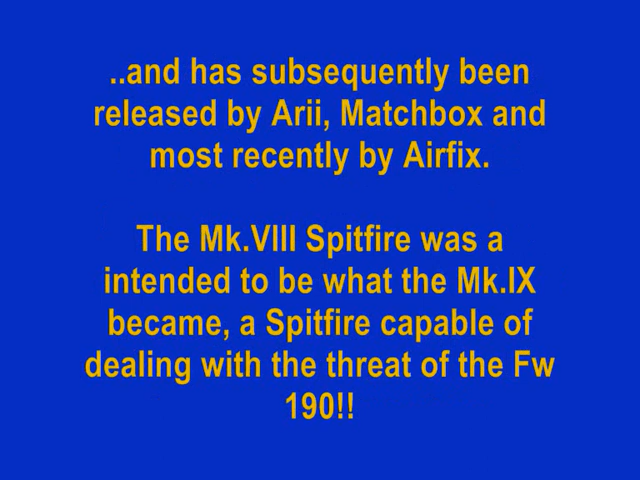 ..and has subsequently been
released by Arii, Matchbox and
most recently by Airfix.
The Mk.VIII Spitfire was a
intended to be what the Mk.IX
became, a Spitfire capable of
dealing with the threat of the Fw
190!!